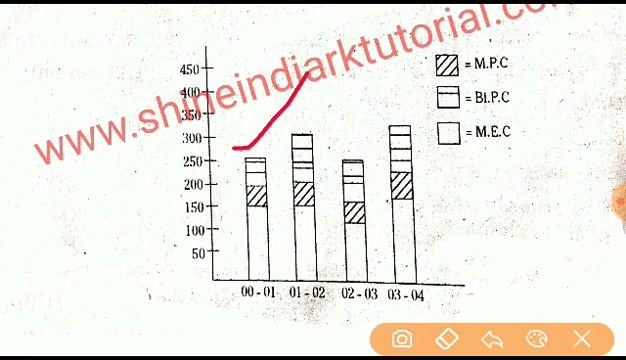 www.shineindiarktutorial.com
450
400
350
300
250
200
150
100
50
= M.P.C
= Bi.P.C
= M.E.C
00 - 01 01 - 02 02 - 03 03 - 04